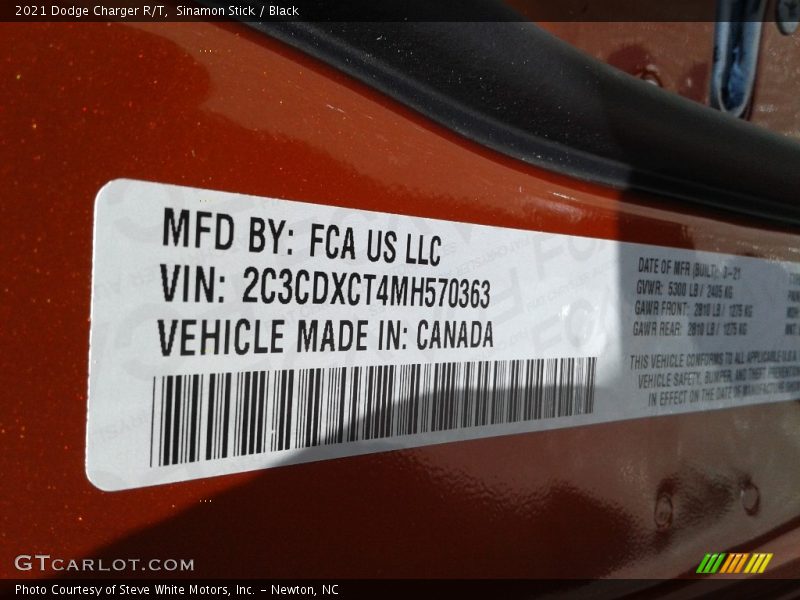 2021 Dodge Charger R/T, Sinamon Stick / Black
MFD BY: FCA US LLC
VIN: 2C3CDXCT4MH570363
VEHICLE MADE IN: CANADA
DATE OF MFR (BUILT): 3-21
GVWR: 5300 LB / 2405 KG
GAWR FRONT: 2810 LB / 1275 KG
GAWR REAR: 2810 LB / 1275 KG
THIS VEHICLE CONFORMS TO ALL APPLICABLE U.S.A.
VEHICLE SAFETY, BUMPER, AND THEFT PREVENTION
IN EFFECT ON THE DATE OF MANUFACTURE
GTCARLOT.COM
Photo Courtesy of Steve White Motors, Inc. – Newton, NC